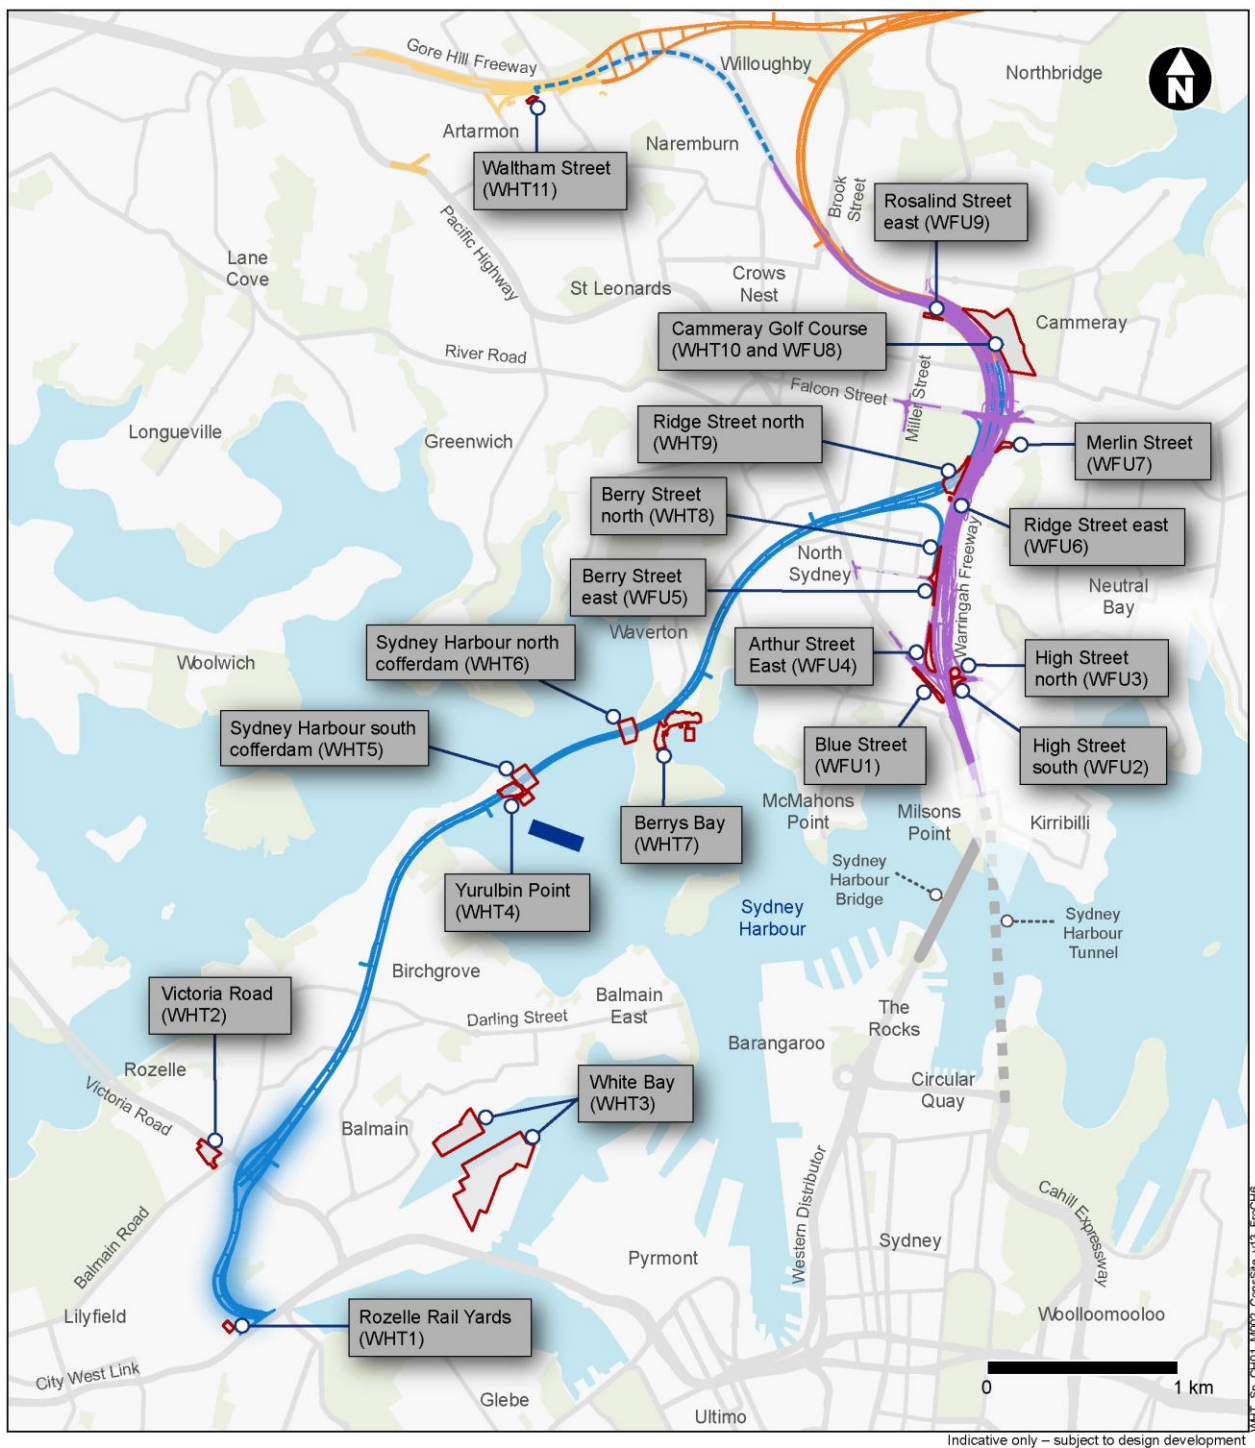 Gore Hill Freeway
Willoughby
Northbridge
N
Artarmon
Naremburn
Waltham Street
(WHT11)
Brook
Street
Rosalind Street
east (WFU9)
Pacific Highway
Lane
Cove
St Leonards
Crows
Nest
Cammeray Golf Course
(WHT10 and WFU8)
Cammeray
River Road
Falcon Street
Miller Street
Longueville
Greenwich
Ridge Street north
(WHT9)
Merlin Street
(WFU7)
Berry Street
north (WHT8)
Ridge Street east
(WFU6)
North
Sydney
Warringah Freeway
Berry Street
east (WFU5)
Neutral
Bay
Waverton
Sydney Harbour north
cofferdam (WHT6)
Arthur Street
East (WFU4)
High Street
north (WFU3)
Woolwich
Sydney Harbour south
cofferdam (WHT5)
Blue Street
(WFU1)
High Street
south (WFU2)
McMahons
Point
Milsons
Point
Kirribilli
Berrys Bay
(WHT7)
Yurulbin Point
(WHT4)
Sydney
Harbour
Bridge
Sydney
Harbour
Sydney
Harbour
Tunnel
Birchgrove
Victoria Road
(WHT2)
Balmain
East
Darling Street
The
Rocks
Barangaroo
Rozelle
Victoria Road
White Bay
(WHT3)
Circular
Quay
Balmain
Western Distributor
Cahill Expressway
Balmain Road
Pyrmont
Sydney
Lilyfield
Rozelle Rail Yards
(WHT1)
Woolloomooloo
City West Link
Glebe
Ultimo
0 1 km
Indicative only – subject to design development